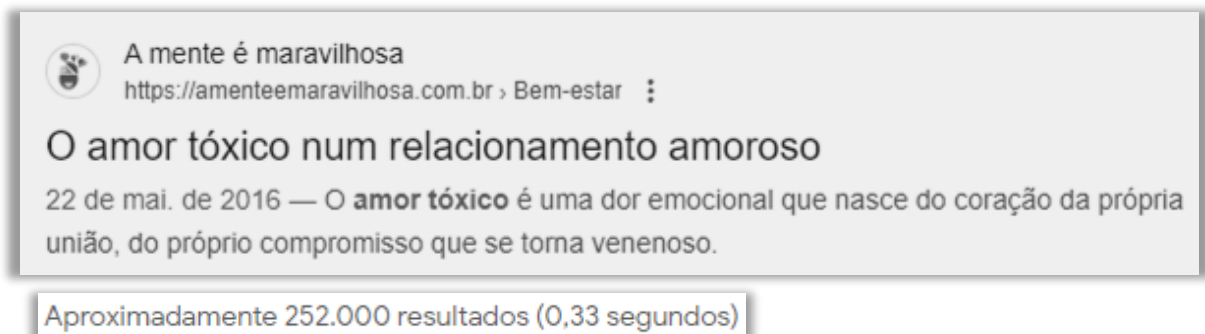 A mente é maravilhosa
https://amenteemaravilhosa.com.br › Bem-estar
O amor tóxico num relacionamento amoroso
22 de mai. de 2016 — O amor tóxico é uma dor emocional que nasce do coração da própria
união, do próprio compromisso que se torna venenoso.
Aproximadamente 252.000 resultados (0,33 segundos)